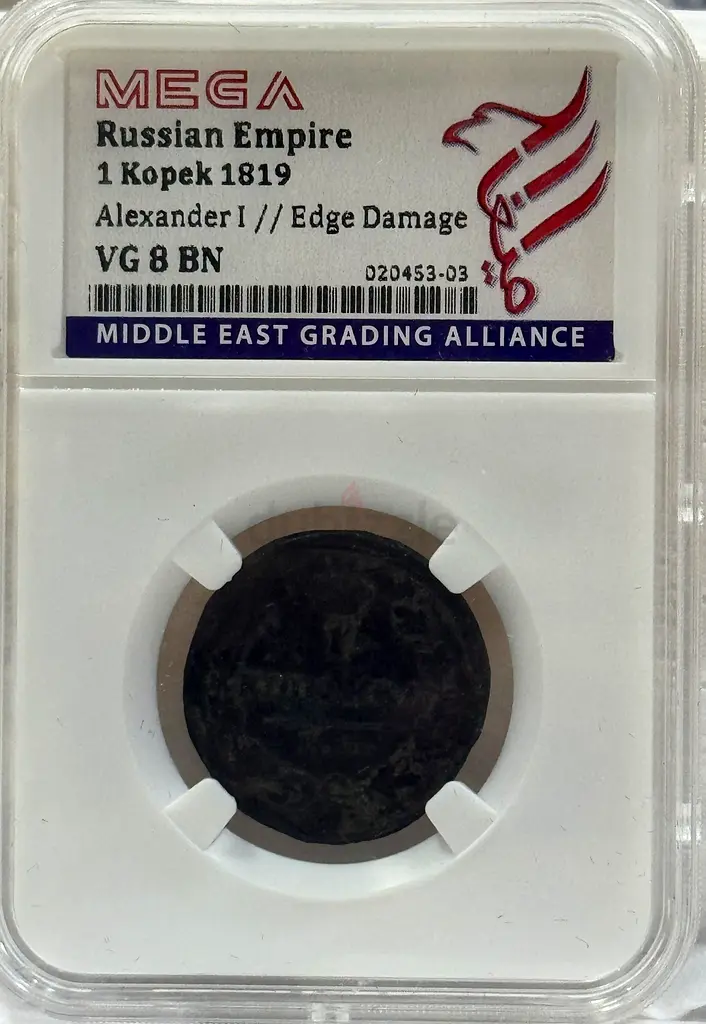 MEGA
Russian Empire
1 Kopek 1819
Alexander I // Edge Damage
VG 8 BN
020453-03
MIDDLE EAST GRADING ALLIANCE